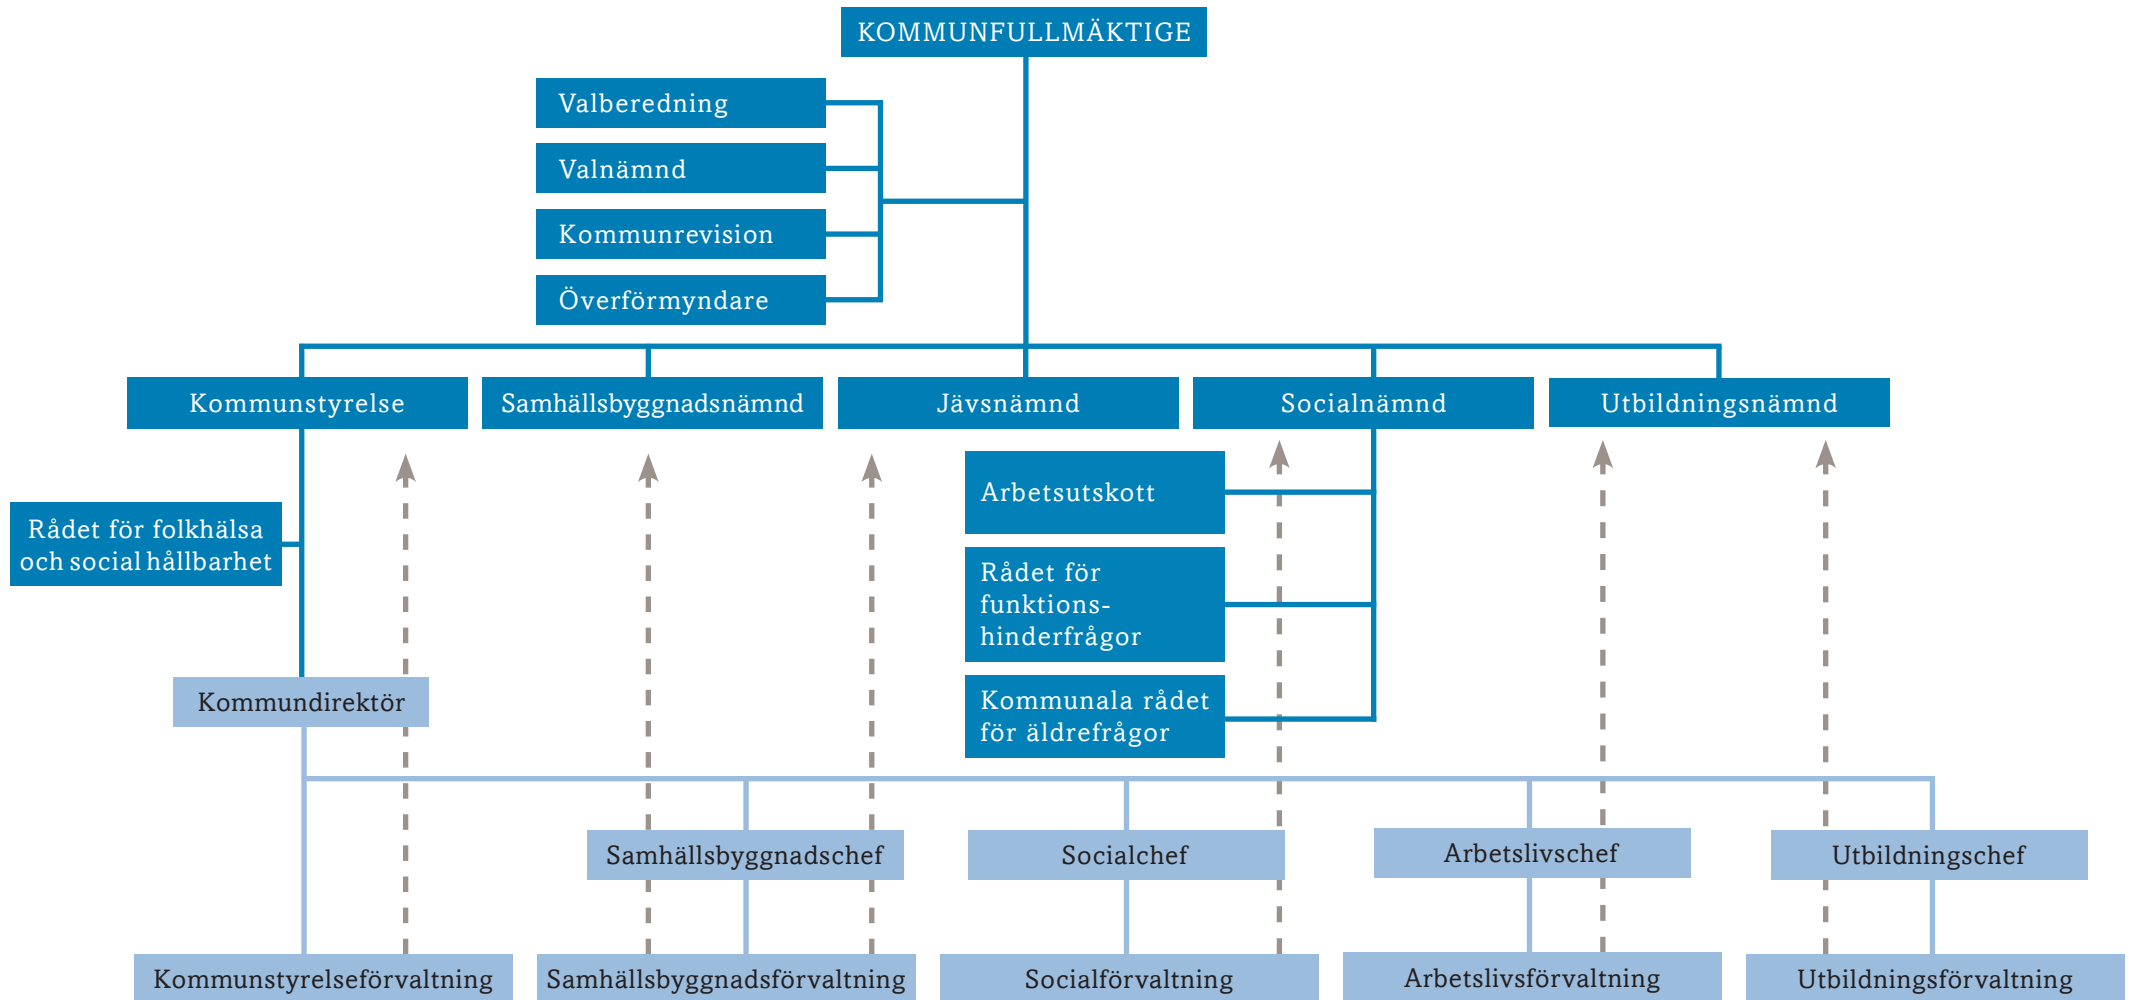 KOMMUNFULLMÄKTIGE
Valberedning
Valnämnd
Kommunrevision
Överförmyndare
Kommunstyrelse
Samhällsbyggnadsnämnd
Jävsnämnd
Socialnämnd
Utbildningsnämnd
Arbetsutskott
Rådet för folkhälsa
och social hållbarhet
Rådet för
funktions-
hinderfrågor
Kommundirektör
Kommunala rådet
för äldrefrågor
Samhällsbyggnadschef
Socialchef
Arbetslivschef
Utbildningschef
Kommunstyrelseförvaltning
Samhällsbyggnadsförvaltning
Socialförvaltning
Arbetslivsförvaltning
Utbildningsförvaltning